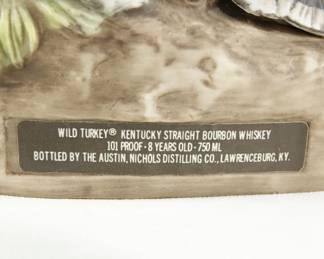 WILD TURKEY® KENTUCKY STRAIGHT BOURBON WHISKEY
101 PROOF · 8 YEARS OLD · 750 ML
BOTTLED BY THE AUSTIN, NICHOLS DISTILLING CO., LAWRENCEBURG, KY.